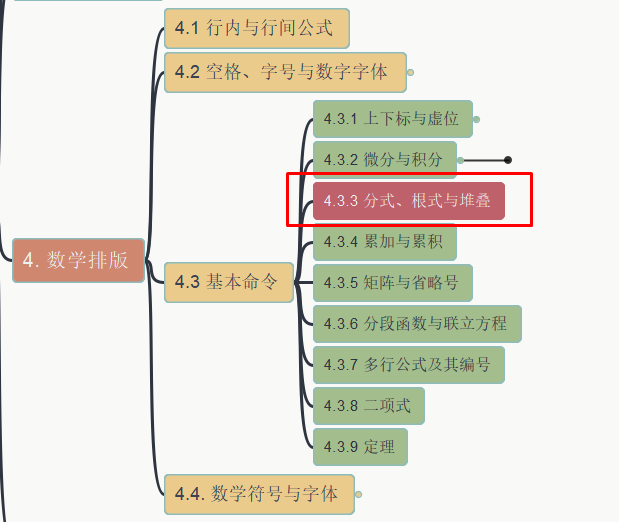 4.1 行内与行间公式
4.2 空格、字号与数字字体
4.3.1 上下标与虚位
4.3.2 微分与积分
4.3.3 分式、根式与堆叠
4.3.4 累加与累积
4. 数学排版
4.3 基本命令
4.3.5 矩阵与省略号
4.3.6 分段函数与联立方程
4.3.7 多行公式及其编号
4.3.8 二项式
4.3.9 定理
4.4. 数学符号与字体